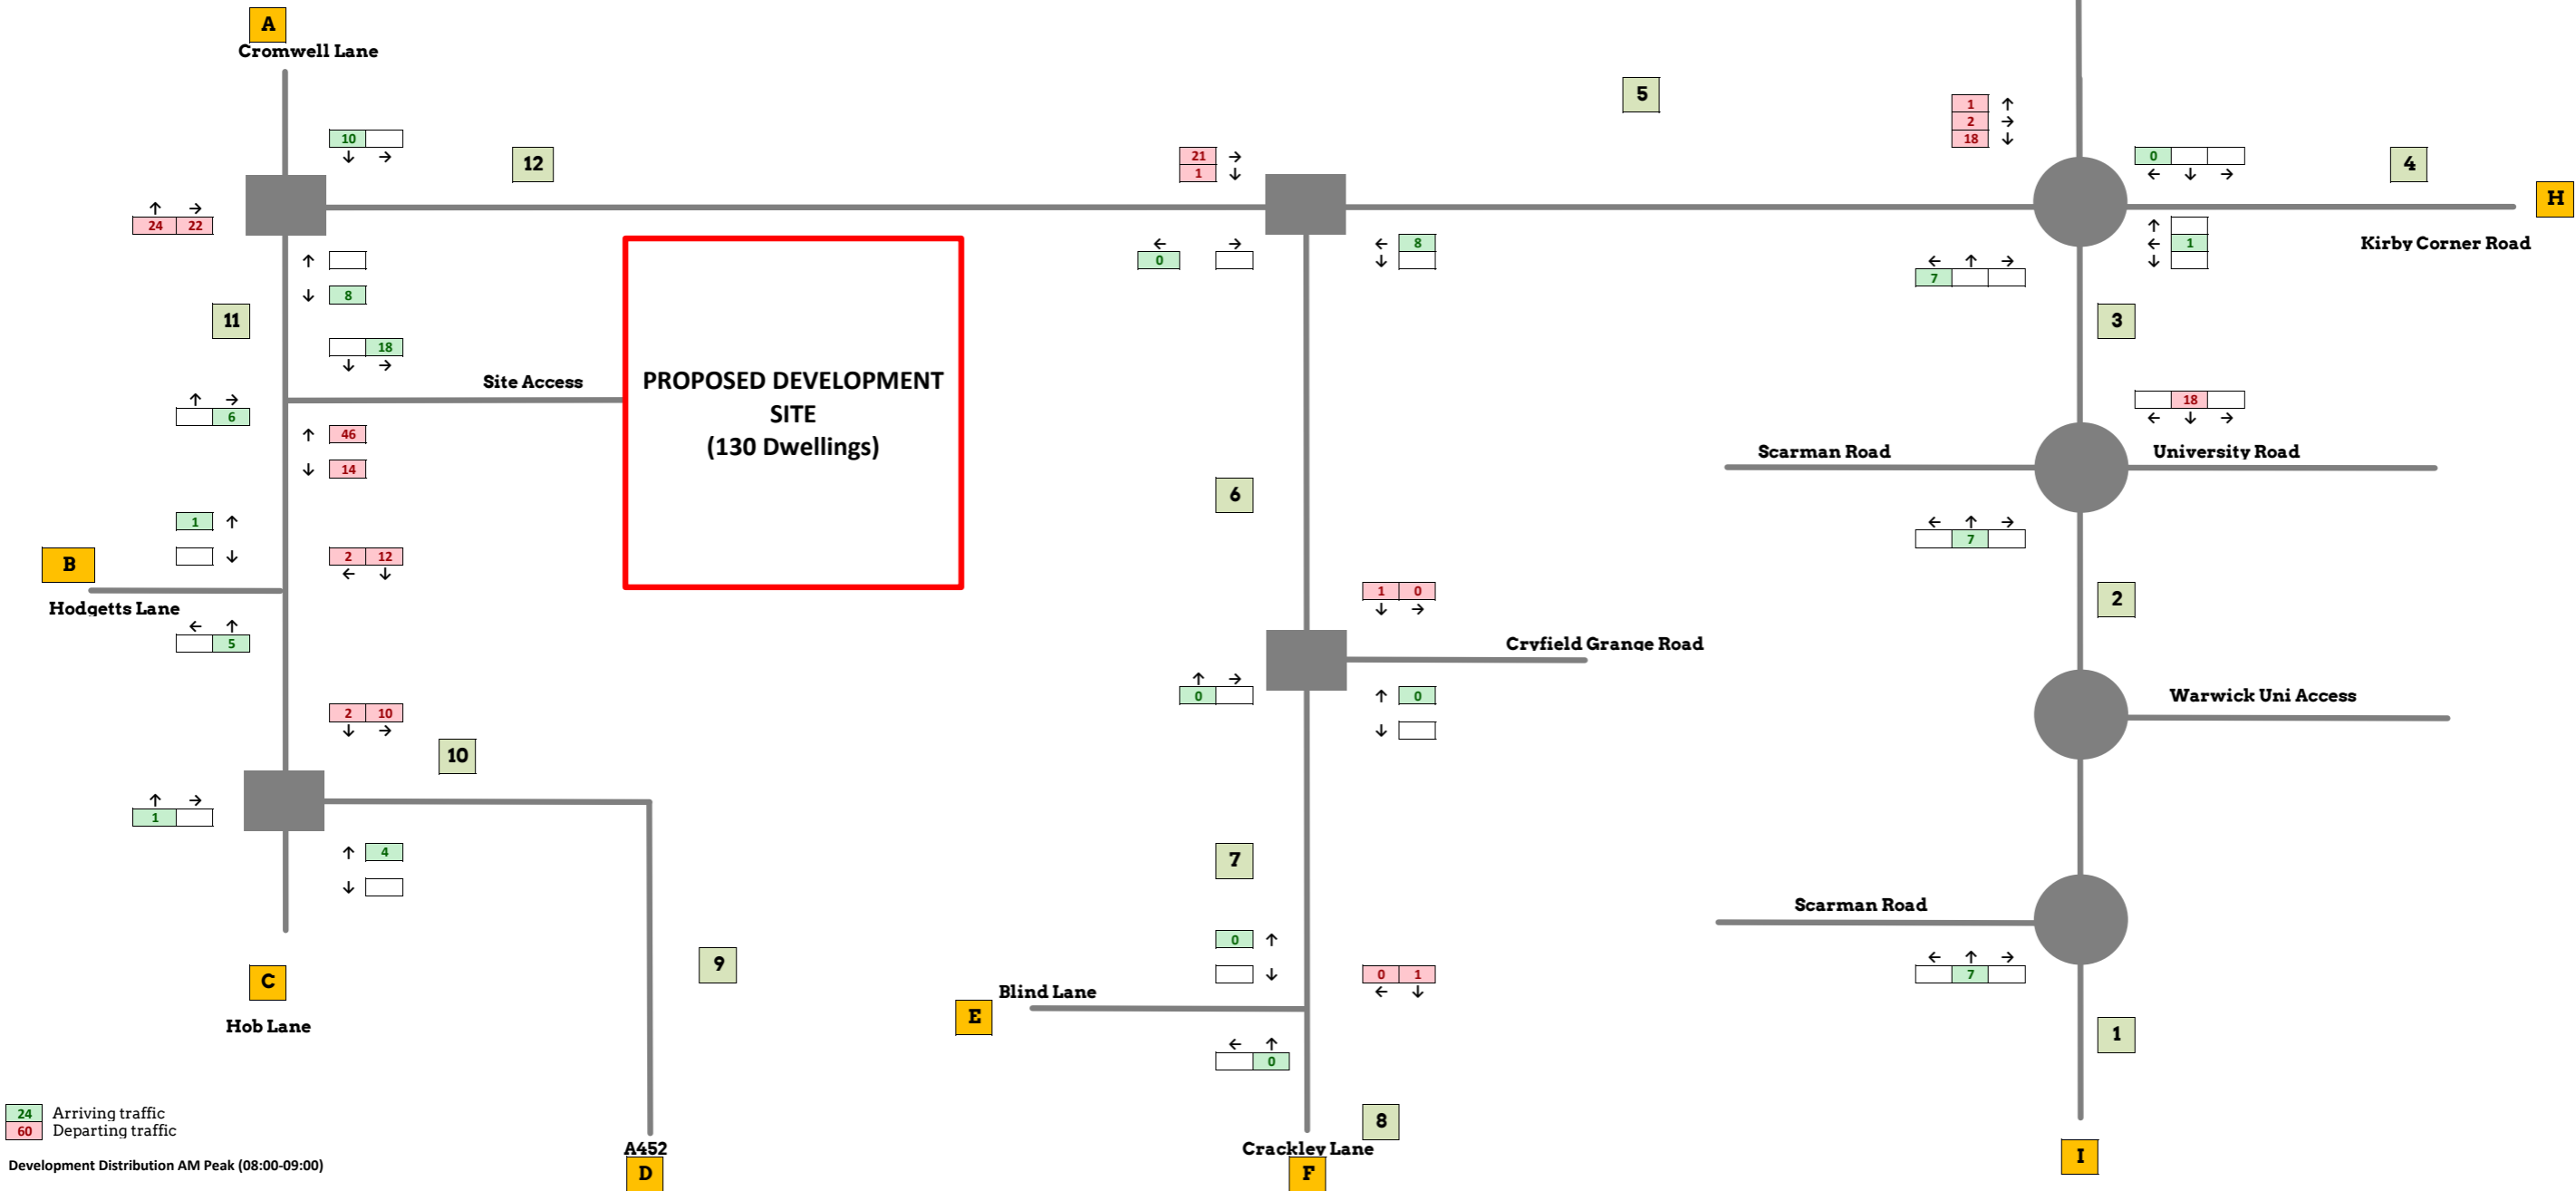 A
Cromwell Lane
5
1 ↑
2 →
18 ↓
10
↓ →
12
21 →
1 ↓
0
← ↓ →
4
H
↑ →
24 22
← →
0
← 8
↓
↑
← 1
↓
Kirby Corner Road
↑
↓ 8
← ↑ →
7
11
3
18
↓ →
Site Access
PROPOSED DEVELOPMENT
SITE
(130 Dwellings)
↑ →
6
18
← ↓ →
↑ 46
↓ 14
Scarman Road
University Road
6
1 ↑
↓
← ↑ →
7
B
2 12
← ↓
Hodgetts Lane
1 0
↓ →
2
← ↑
5
Cryfield Grange Road
↑ →
0
↑ 0
↓
Warwick Uni Access
2 10
↓ →
10
↑ →
1
↑ 4
↓
7
Scarman Road
0 ↑
↓
0 1
← ↓
← ↑ →
7
9
C
Blind Lane
E
Hob Lane
← ↑
0
1
24 Arriving traffic
60 Departing traffic
8
A452
Crackley Lane
I
Development Distribution AM Peak (08:00-09:00)
D
F